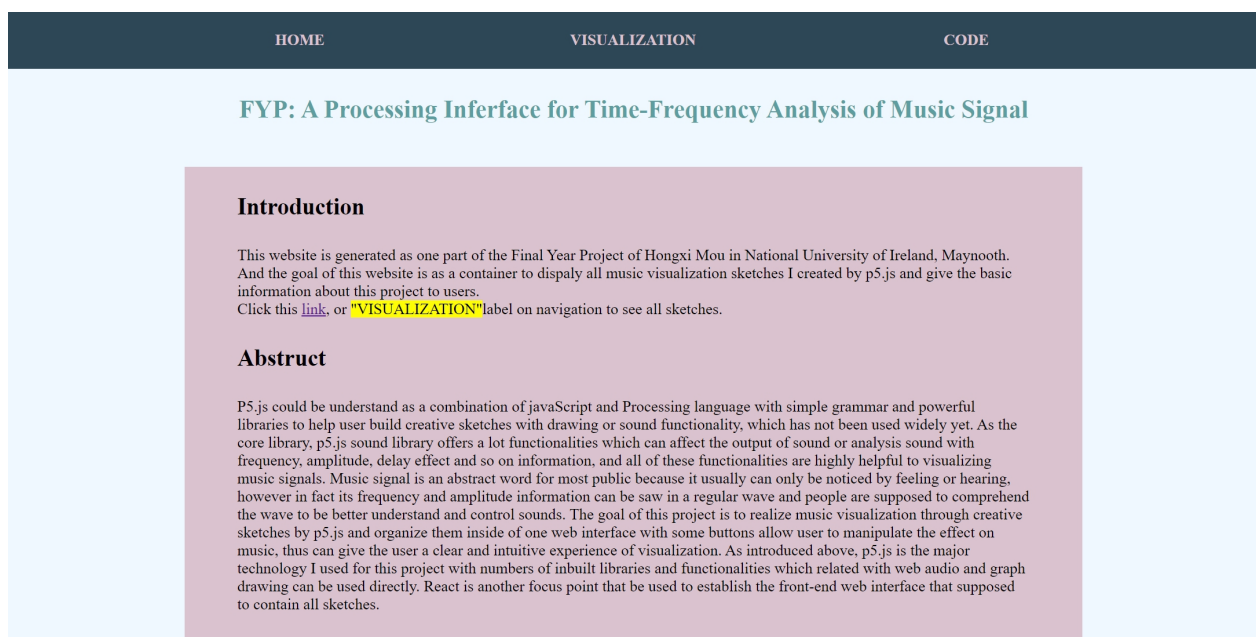 HOME VISUALIZATION CODE
FYP: A Processing Inferface for Time-Frequency Analysis of Music Signal
Introduction
This website is generated as one part of the Final Year Project of Hongxi Mou in National University of Ireland, Maynooth.
And the goal of this website is as a container to dispaly all music visualization sketches I created by p5.js and give the basic
information about this project to users.
Click this link, or "VISUALIZATION"label on navigation to see all sketches.
Abstruct
P5.js could be understand as a combination of javaScript and Processing language with simple grammar and powerful
libraries to help user build creative sketches with drawing or sound functionality, which has not been used widely yet. As the
core library, p5.js sound library offers a lot functionalities which can affect the output of sound or analysis sound with
frequency, amplitude, delay effect and so on information, and all of these functionalities are highly helpful to visualizing
music signals. Music signal is an abstract word for most public because it usually can only be noticed by feeling or hearing,
however in fact its frequency and amplitude information can be saw in a regular wave and people are supposed to comprehend
the wave to be better understand and control sounds. The goal of this project is to realize music visualization through creative
sketches by p5.js and organize them inside of one web interface with some buttons allow user to manipulate the effect on
music, thus can give the user a clear and intuitive experience of visualization. As introduced above, p5.js is the major
technology I used for this project with numbers of inbuilt libraries and functionalities which related with web audio and graph
drawing can be used directly. React is another focus point that be used to establish the front-end web interface that supposed
to contain all sketches.